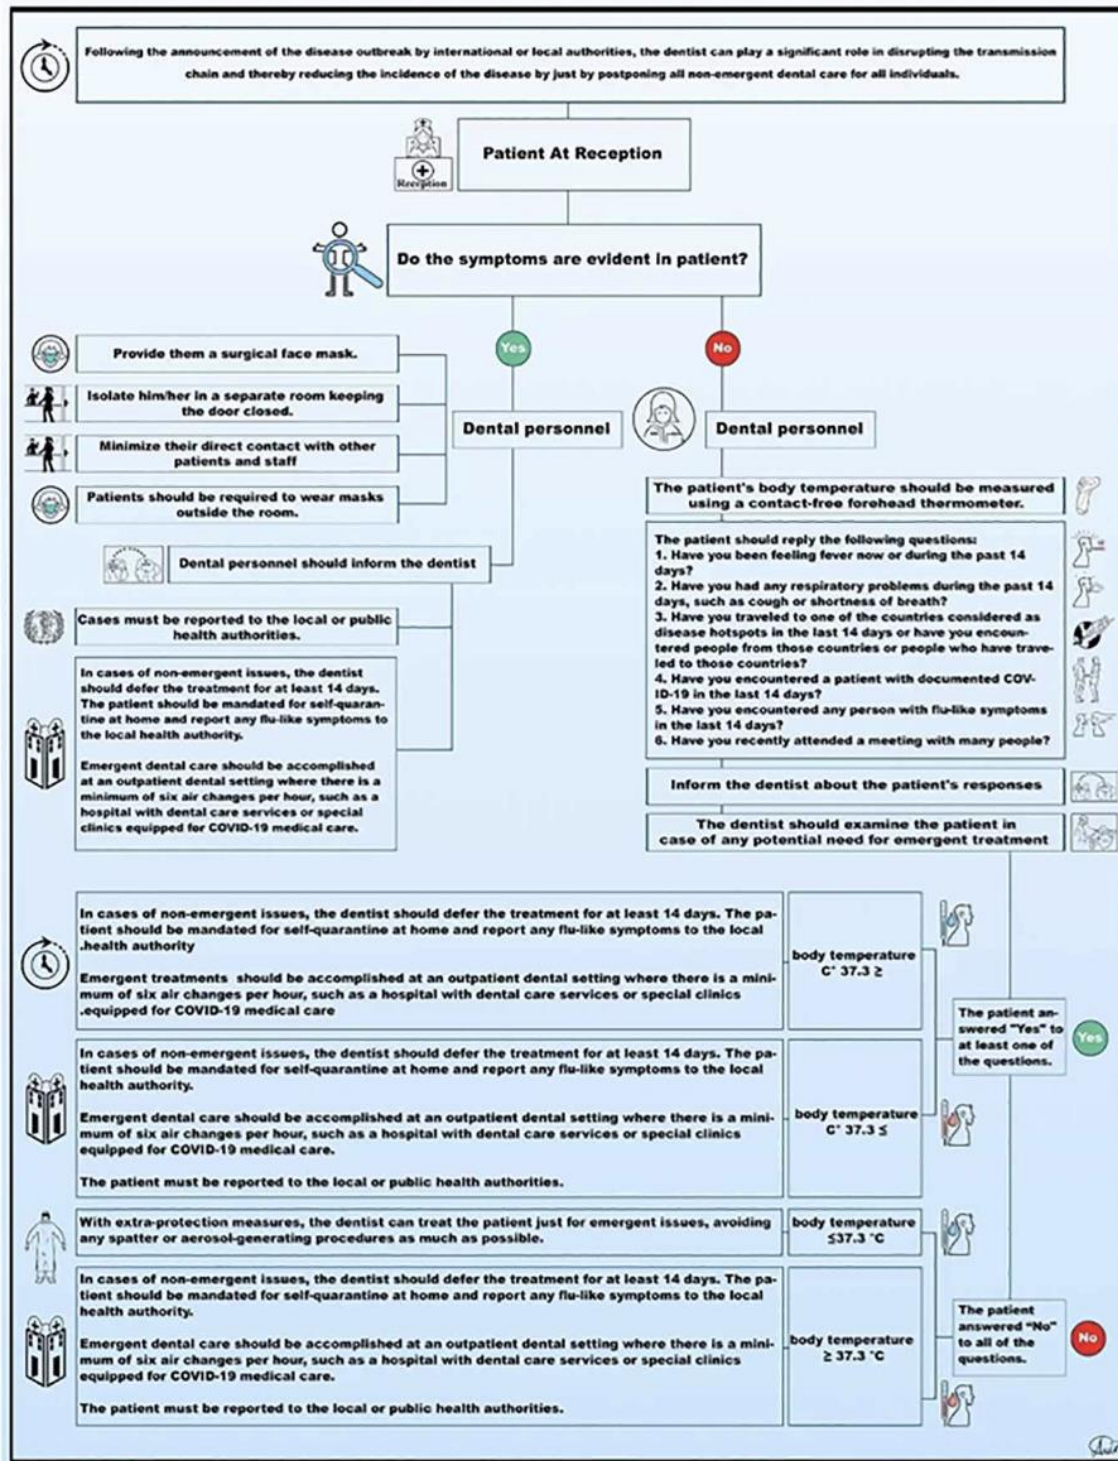 Following the announcement of the disease outbreak by international or local authorities, the dentist can play a significant role in disrupting the transmission
chain and thereby reducing the incidence of the disease by just by postponing all non-emergent dental care for all individuals.
Patient At Reception
Reception
Do the symptoms are evident in patient?
Yes
No
Provide them a surgical face mask.
Isolate him/her in a separate room keeping
the door closed.
Minimize their direct contact with other
patients and staff
Patients should be required to wear masks
outside the room.
Dental personnel
Dental personnel should inform the dentist
Cases must be reported to the local or public
health authorities.
In cases of non-emergent issues, the dentist
should defer the treatment for at least 14 days.
The patient should be mandated for self-quaran-
tine at home and report any flu-like symptoms to
the local health authority.
Emergent dental care should be accomplished
at an outpatient dental setting where there is a
minimum of six air changes per hour, such as a
hospital with dental care services or special
clinics equipped for COVID-19 medical care.
Dental personnel
The patient's body temperature should be measured
using a contact-free forehead thermometer.
The patient should reply the following questions:
1. Have you been feeling fever now or during the past 14
days?
2. Have you had any respiratory problems during the past 14
days, such as cough or shortness of breath?
3. Have you traveled to one of the countries considered as
disease hotspots in the last 14 days or have you encoun-
tered people from those countries or people who have trave-
led to those countries?
4. Have you encountered a patient with documented COV-
ID-19 in the last 14 days?
5. Have you encountered any person with flu-like symptoms
in the last 14 days?
6. Have you recently attended a meeting with many people?
Inform the dentist about the patient's responses
The dentist should examine the patient in
case of any potential need for emergent treatment
In cases of non-emergent issues, the dentist should defer the treatment for at least 14 days. The pa-
tient should be mandated for self-quarantine at home and report any flu-like symptoms to the local
.health authority
Emergent treatments should be accomplished at an outpatient dental setting where there is a mini-
mum of six air changes per hour, such as a hospital with dental care services or special clinics
.equipped for COVID-19 medical care
body temperature
C° 37.3 ≥
The patient an-
swered "Yes" to
at least one of
the questions.
Yes
In cases of non-emergent issues, the dentist should defer the treatment for at least 14 days. The pa-
tient should be mandated for self-quarantine at home and report any flu-like symptoms to the local
health authority.
Emergent dental care should be accomplished at an outpatient dental setting where there is a mini-
mum of six air changes per hour, such as a hospital with dental care services or special clinics
equipped for COVID-19 medical care.
The patient must be reported to the local or public health authorities.
body temperature
C° 37.3 ≤
With extra-protection measures, the dentist can treat the patient just for emergent issues, avoiding
any spatter or aerosol-generating procedures as much as possible.
body temperature
≤37.3 °C
In cases of non-emergent issues, the dentist should defer the treatment for at least 14 days. The pa-
tient should be mandated for self-quarantine at home and report any flu-like symptoms to the local
health authority.
Emergent dental care should be accomplished at an outpatient dental setting where there is a mini-
mum of six air changes per hour, such as a hospital with dental care services or special clinics
equipped for COVID-19 medical care.
The patient must be reported to the local or public health authorities.
body temperature
≥ 37.3 °C
The patient
answered “No”
to all of the
questions.
No